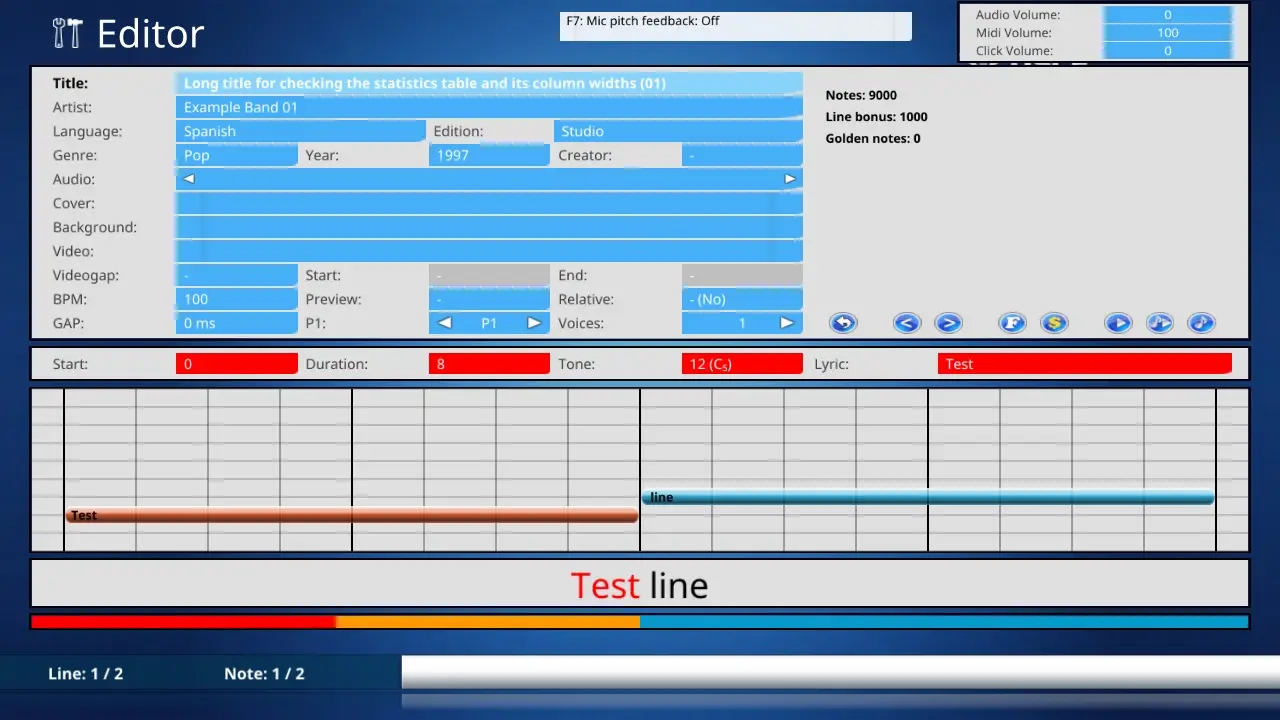 Editor
F7: Mic pitch feedback: Off
Audio Volume: 0
Midi Volume: 100
Click Volume: 0
Title: Long title for checking the statistics table and its column widths (01)
Artist: Example Band 01
Language: Spanish Edition: Studio
Genre: Pop Year: 1997 Creator: -
Audio:
Cover:
Background:
Video:
Videogap: - Start: - End: -
BPM: 100 Preview: - Relative: - (No)
GAP: 0 ms P1: P1 Voices: 1
Notes: 9000
Line bonus: 1000
Golden notes: 0
Start: 0 Duration: 8 Tone: 12 (C₅) Lyric: Test
line
Test
Test line
Line: 1 / 2 Note: 1 / 2